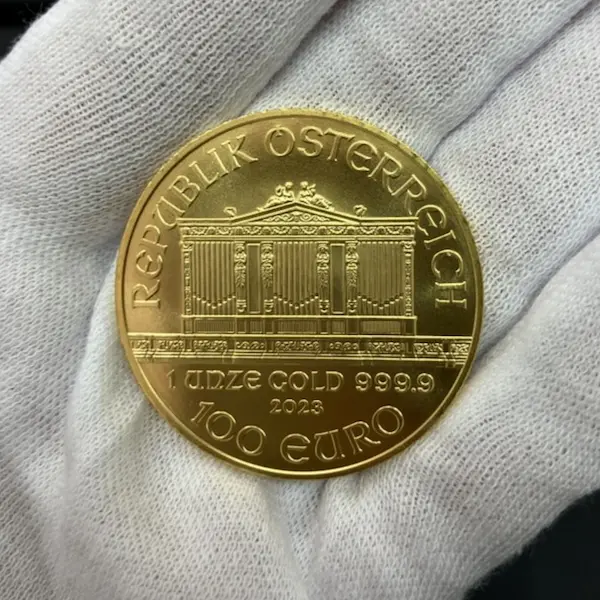 REPUBLIK ÖSTERREICH
1 UNZE GOLD 999.9
2023
100 EURO